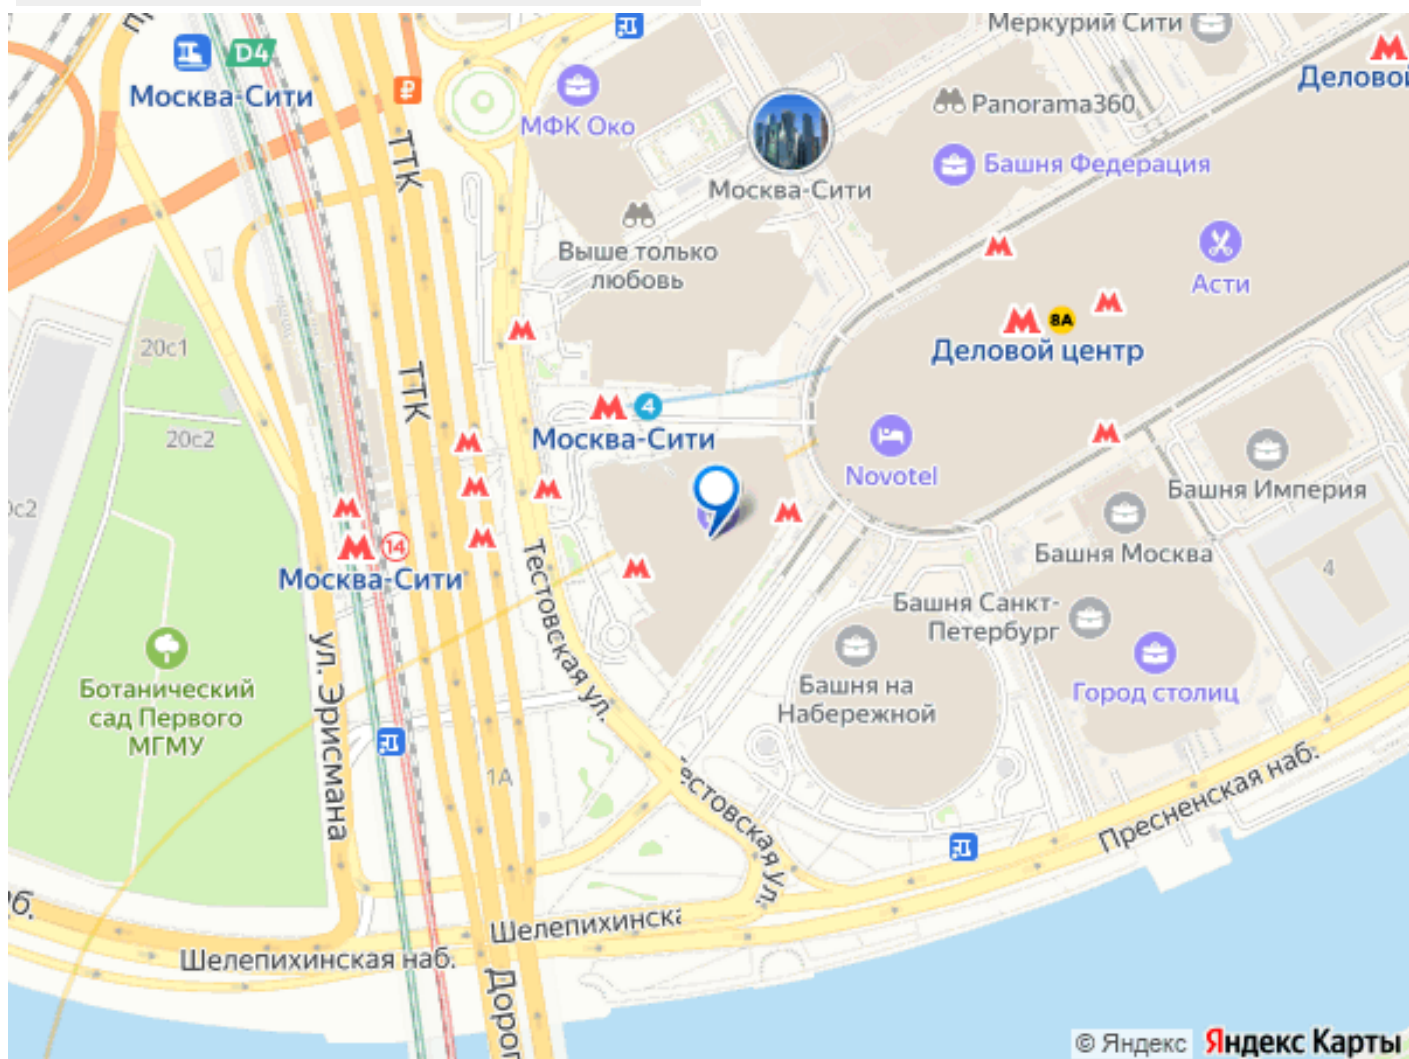 Меркурий Сити
D4
Москва-Сити
₽
МФК Око
ТТК
Panorama360
Деловой
Башня Федерация
Москва-Сити
Выше только
любовь
Асти
20с1
8А
Деловой центр
ТТК
4
Москва-Сити
20с2
Novotel
Башня Империя
Башня Москва
14
Москва-Сити
4
Тестовская ул.
Башня Санкт-
Петербург
ул. Эрисмана
Ботанический
сад Первого
МГМУ
Башня на
Набережной
Город столиц
1А
Тестовская ул.
Пресненская наб.
Шелепихинская наб.
© Яндекс Яндекс Карты